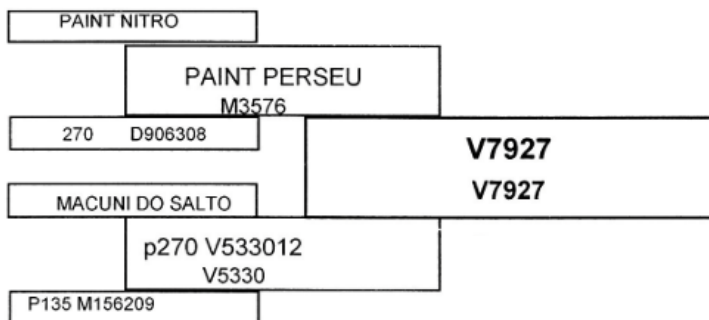 PAINT NITRO
PAINT PERSEU
M3576
270 D906308
V7927
V7927
MACUNI DO SALTO
p270 V533012
V5330
P135 M156209